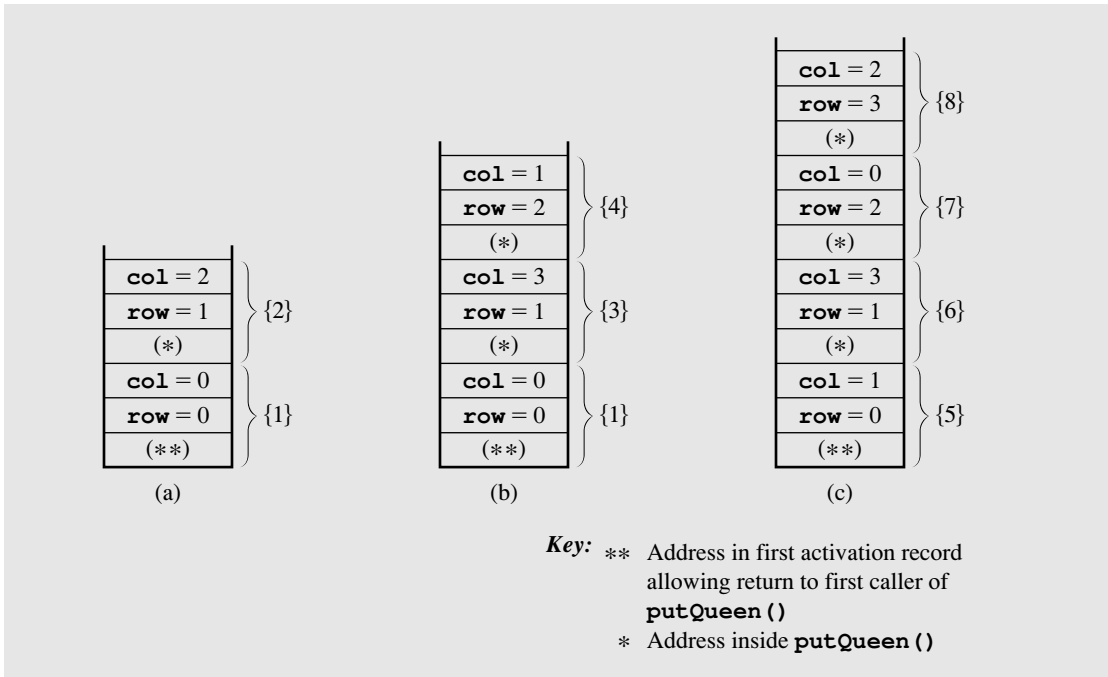 col = 2
row = 1
(*)
col = 0
row = 0
(**)
{2}
{1}
(a)
col = 1
row = 2
(*)
col = 3
row = 1
(*)
col = 0
row = 0
(**)
{4}
{3}
{1}
(b)
col = 2
row = 3
(*)
col = 0
row = 2
(*)
col = 3
row = 1
(*)
col = 1
row = 0
(**)
{8}
{7}
{6}
{5}
(c)
Key: ** Address in first activation record
allowing return to first caller of
putQueen()
* Address inside putQueen()